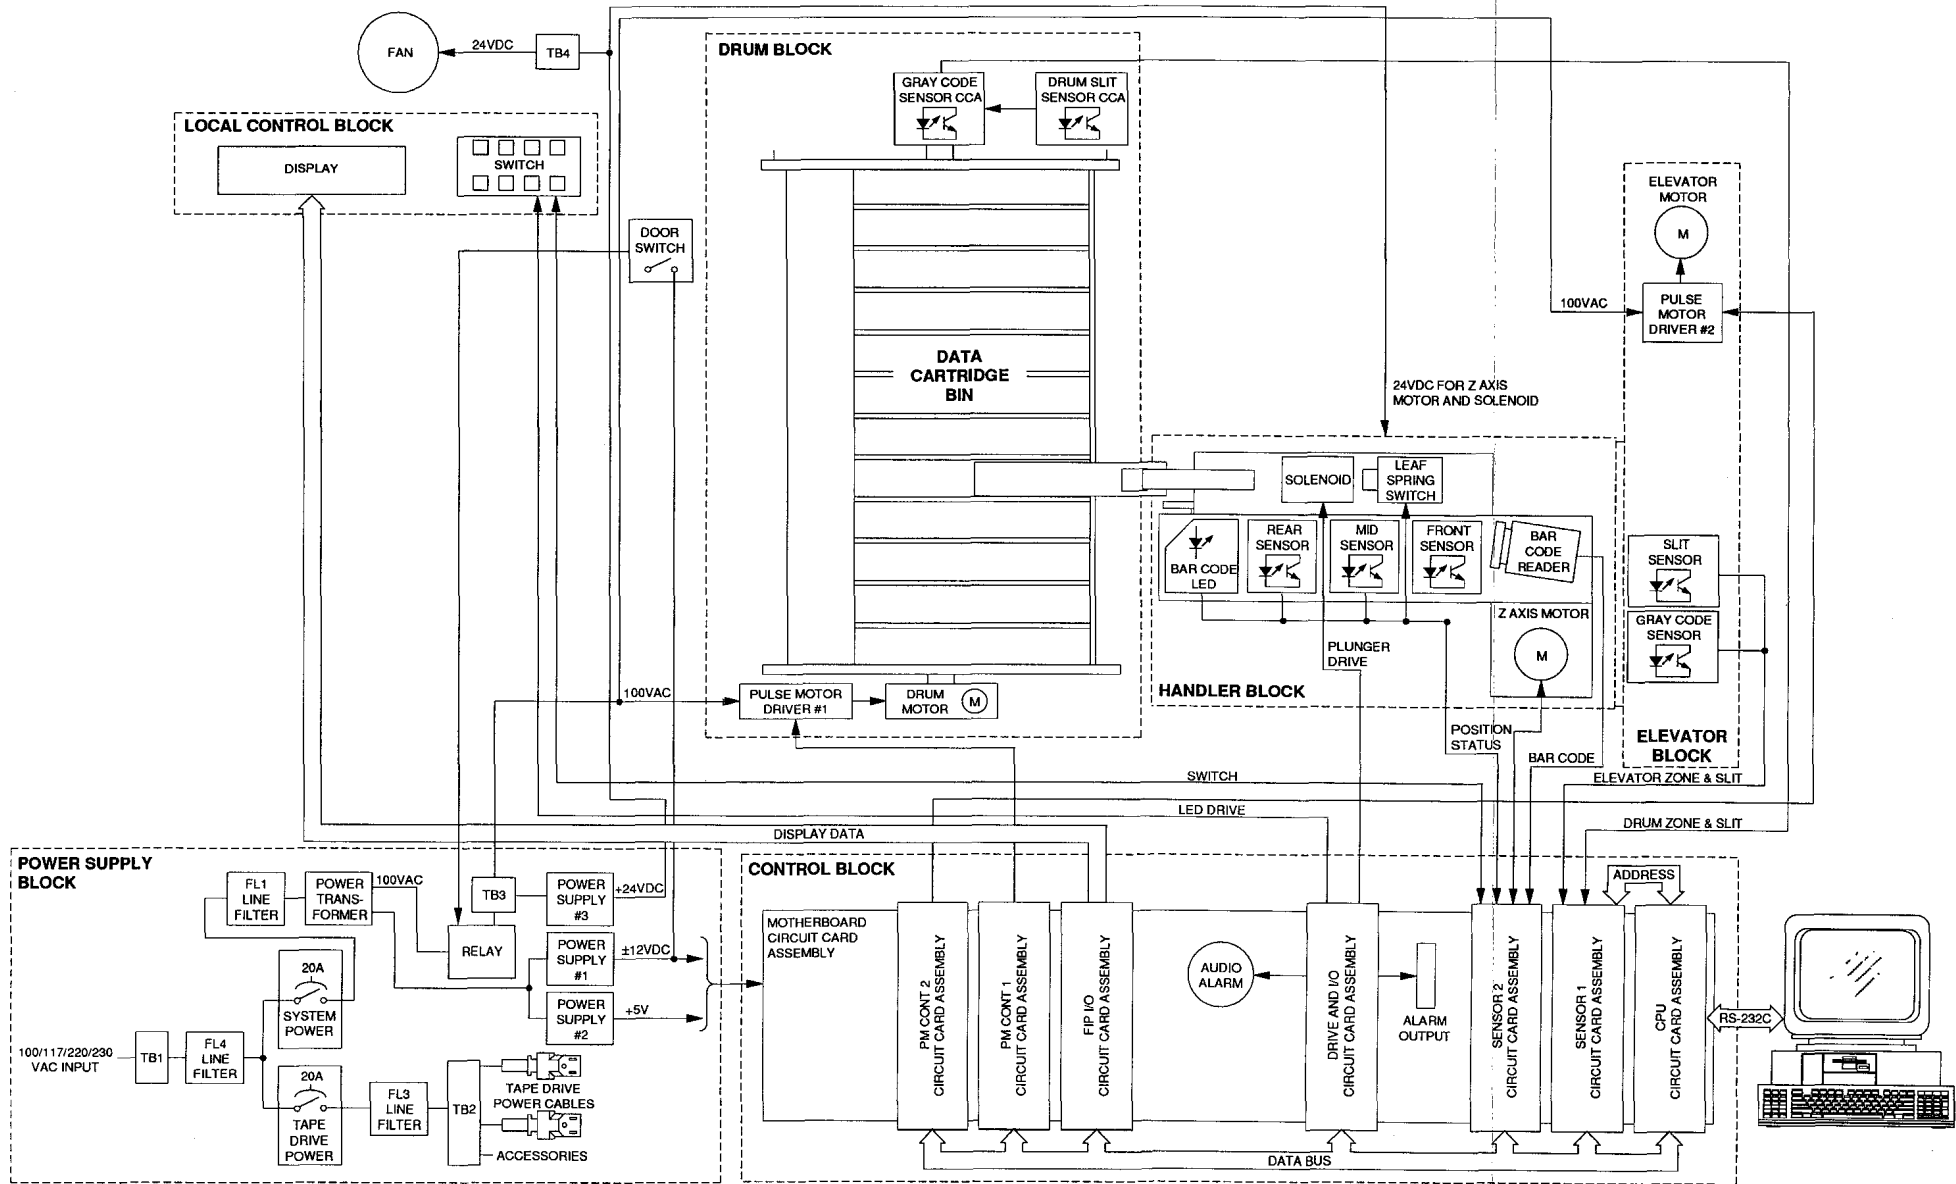 FAN
24VDC
TB4
DRUM BLOCK
GRAY CODE
SENSOR CCA
DRUM SLIT
SENSOR CCA
LOCAL CONTROL BLOCK
DISPLAY
SWITCH
DOOR
SWITCH
ELEVATOR
MOTOR
M
100VAC
PULSE
MOTOR
DRIVER #2
DATA
CARTRIDGE
BIN
24VDC FOR Z AXIS
MOTOR AND SOLENOID
SOLENOID
LEAF
SPRING
SWITCH
BAR CODE
LED
REAR
SENSOR
MID
SENSOR
FRONT
SENSOR
BAR
CODE
READER
SLIT
SENSOR
GRAY CODE
SENSOR
Z AXIS MOTOR
M
PLUNGER
DRIVE
HANDLER BLOCK
100VAC
PULSE MOTOR
DRIVER #1
DRUM
MOTOR
M
POSITION
STATUS
BAR CODE
ELEVATOR
BLOCK
SWITCH
ELEVATOR ZONE & SLIT
LED DRIVE
DRUM ZONE & SLIT
DISPLAY DATA
POWER SUPPLY
BLOCK
FL1
LINE
FILTER
POWER
TRANS-
FORMER
100VAC
TB3
POWER
SUPPLY
#3
+24VDC
RELAY
POWER
SUPPLY
#1
±12VDC
POWER
SUPPLY
#2
+5V
20A
SYSTEM
POWER
100/117/220/230
VAC INPUT
TB1
FL4
LINE
FILTER
20A
TAPE
DRIVE
POWER
FL3
LINE
FILTER
TB2
TAPE DRIVE
POWER CABLES
ACCESSORIES
CONTROL BLOCK
MOTHERBOARD
CIRCUIT CARD
ASSEMBLY
PM CONT 2
CIRCUIT CARD ASSEMBLY
PM CONT 1
CIRCUIT CARD ASSEMBLY
FIP I/O
CIRCUIT CARD ASSEMBLY
AUDIO
ALARM
DRIVE AND I/O
CIRCUIT CARD ASSEMBLY
ALARM
OUTPUT
SENSOR 2
CIRCUIT CARD ASSEMBLY
SENSOR 1
CIRCUIT CARD ASSEMBLY
ADDRESS
CPU
CIRCUIT CARD ASSEMBLY
RS-232C
DATA BUS